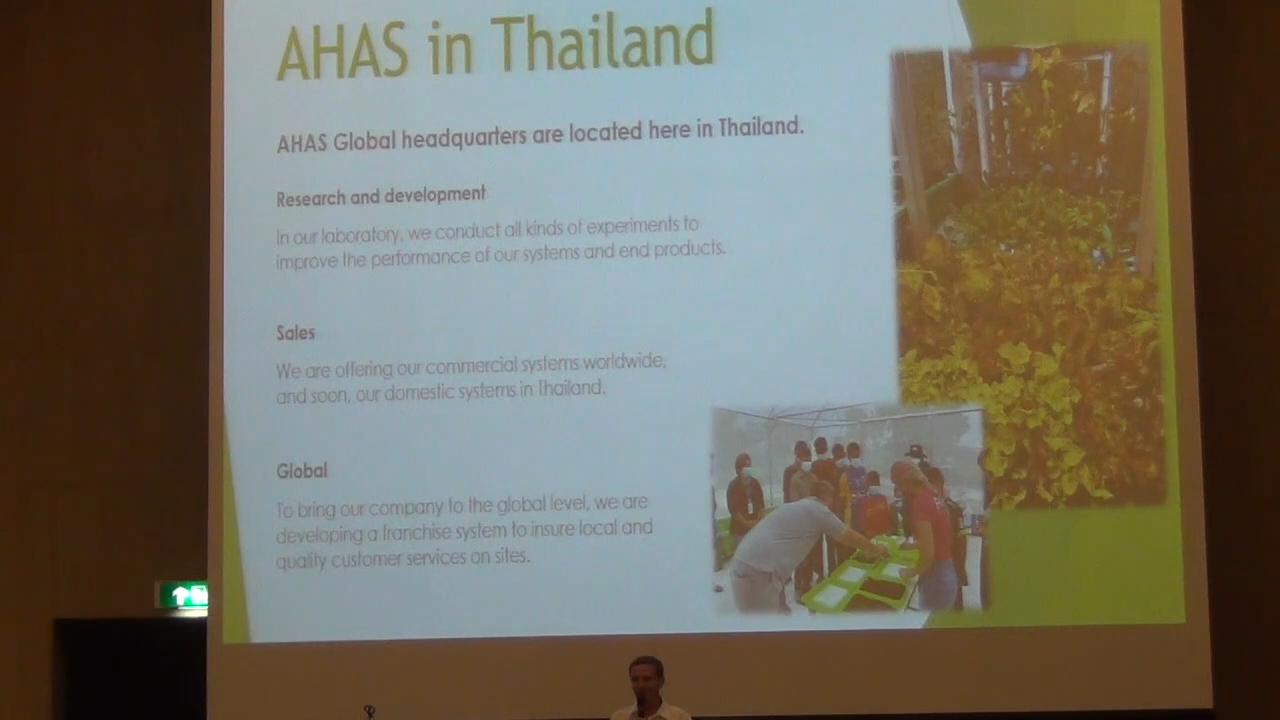 AHAS in Thailand
AHAS Global headquarters are located here in Thailand.
Research and development
In our laboratory, we conduct all kinds of experiments to
improve the performance of our systems and end products.
Sales
We are offering our commercial systems worldwide,
and soon, our domestic systems in Thailand.
Global
To bring our company to the global level, we are
developing a franchise system to insure local and
quality customer services on sites.